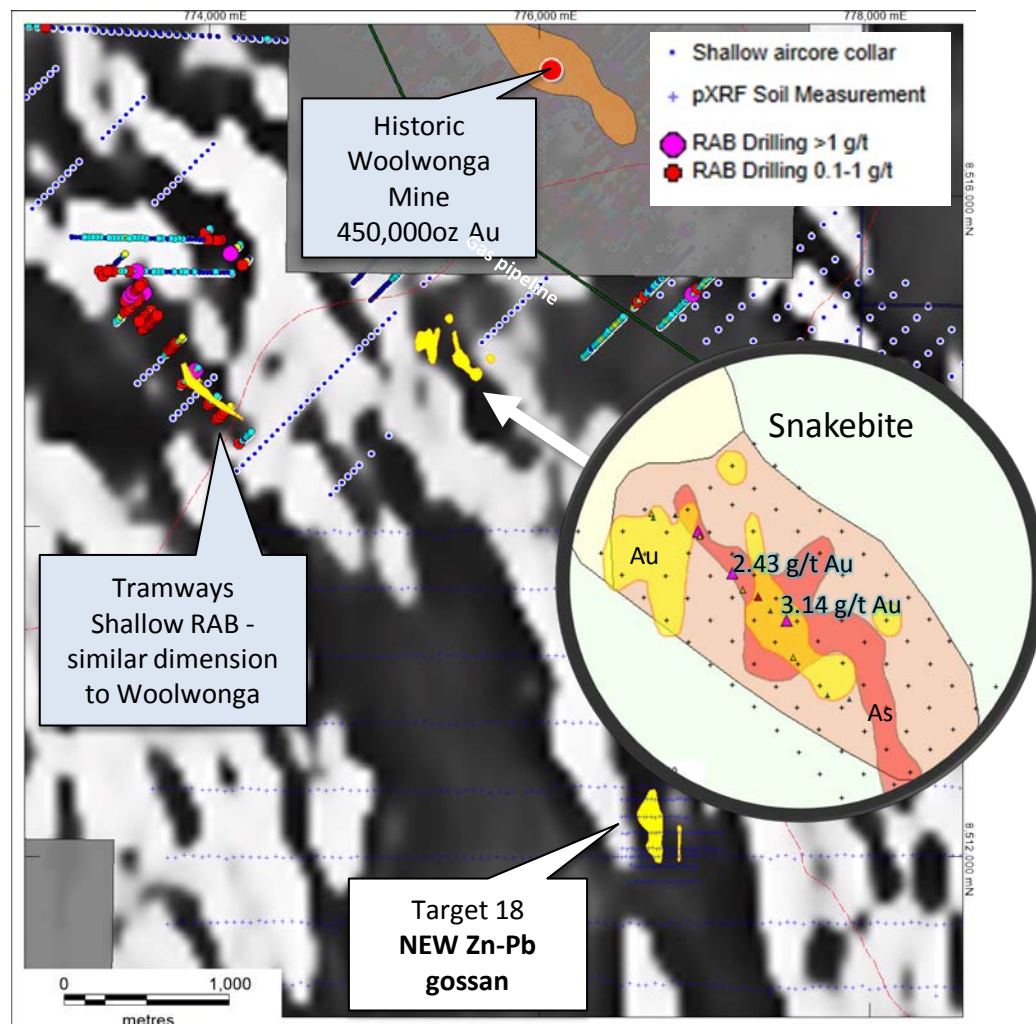 774,000 mE
776,000 mE
778,000 mE
Shallow aircore collar
pXRF Soil Measurement
RAB Drilling >1 g/t
RAB Drilling 0.1-1 g/t
Historic
Woolwonga
Mine
450,000oz Au
8,516,000 mN
Gas pipeline
Snakebite
Au
2.43 g/t Au
3.14 g/t Au
As
Tramways
Shallow RAB -
similar dimension
to Woolwonga
8,512,000 mN
Target 18
NEW Zn-Pb
gossan
0 1,000
metres